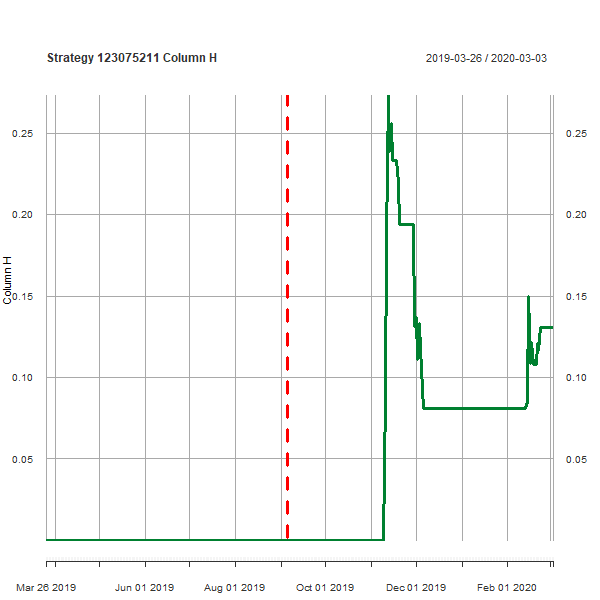 Strategy 123075211 Column H
2019-03-26 / 2020-03-03
0.25 0.25
0.20 0.20
Column H
0.15 0.15
0.10 0.10
0.05 0.05
Mar 26 2019 Jun 01 2019 Aug 01 2019 Oct 01 2019 Dec 01 2019 Feb 01 2020